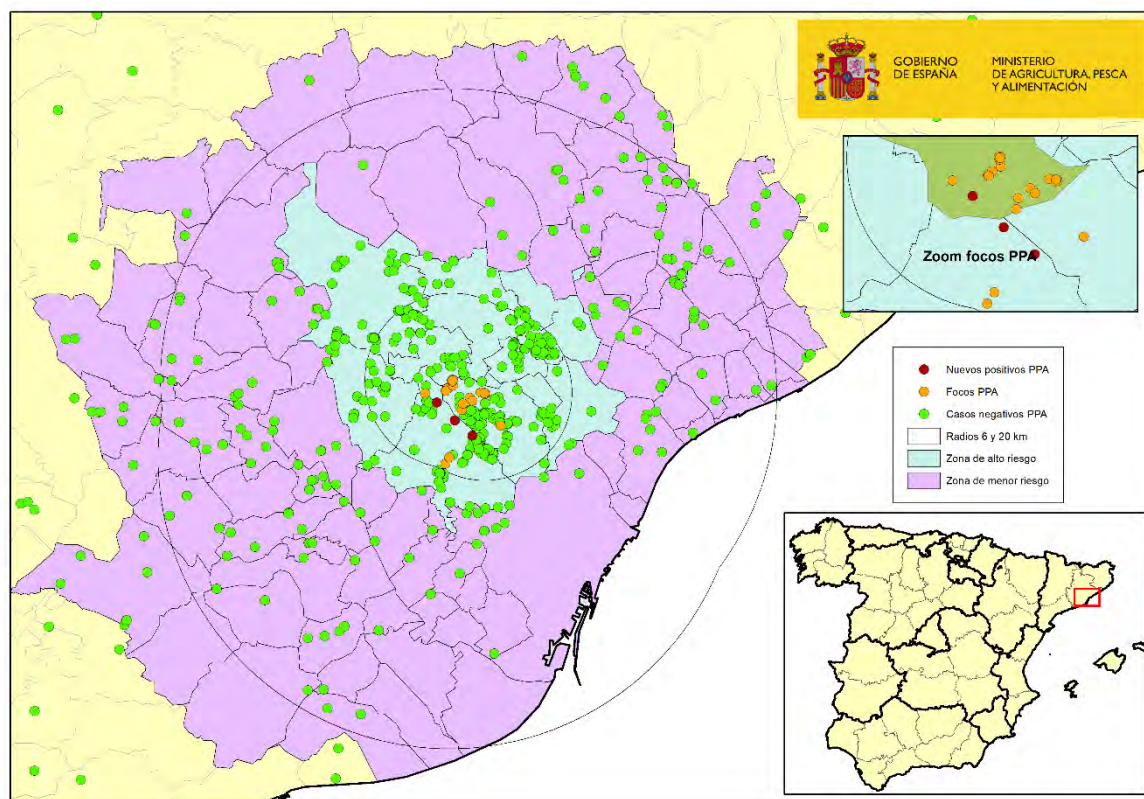 GOBIERNO
DE ESPAÑA
MINISTERIO
DE AGRICULTURA, PESCA
Y ALIMENTACIÓN
Zoom focos PPA
Nuevos positivos PPA
Focos PPA
Casos negativos PPA
Radios 6 y 20 km
Zona de alto riesgo
Zona de menor riesgo